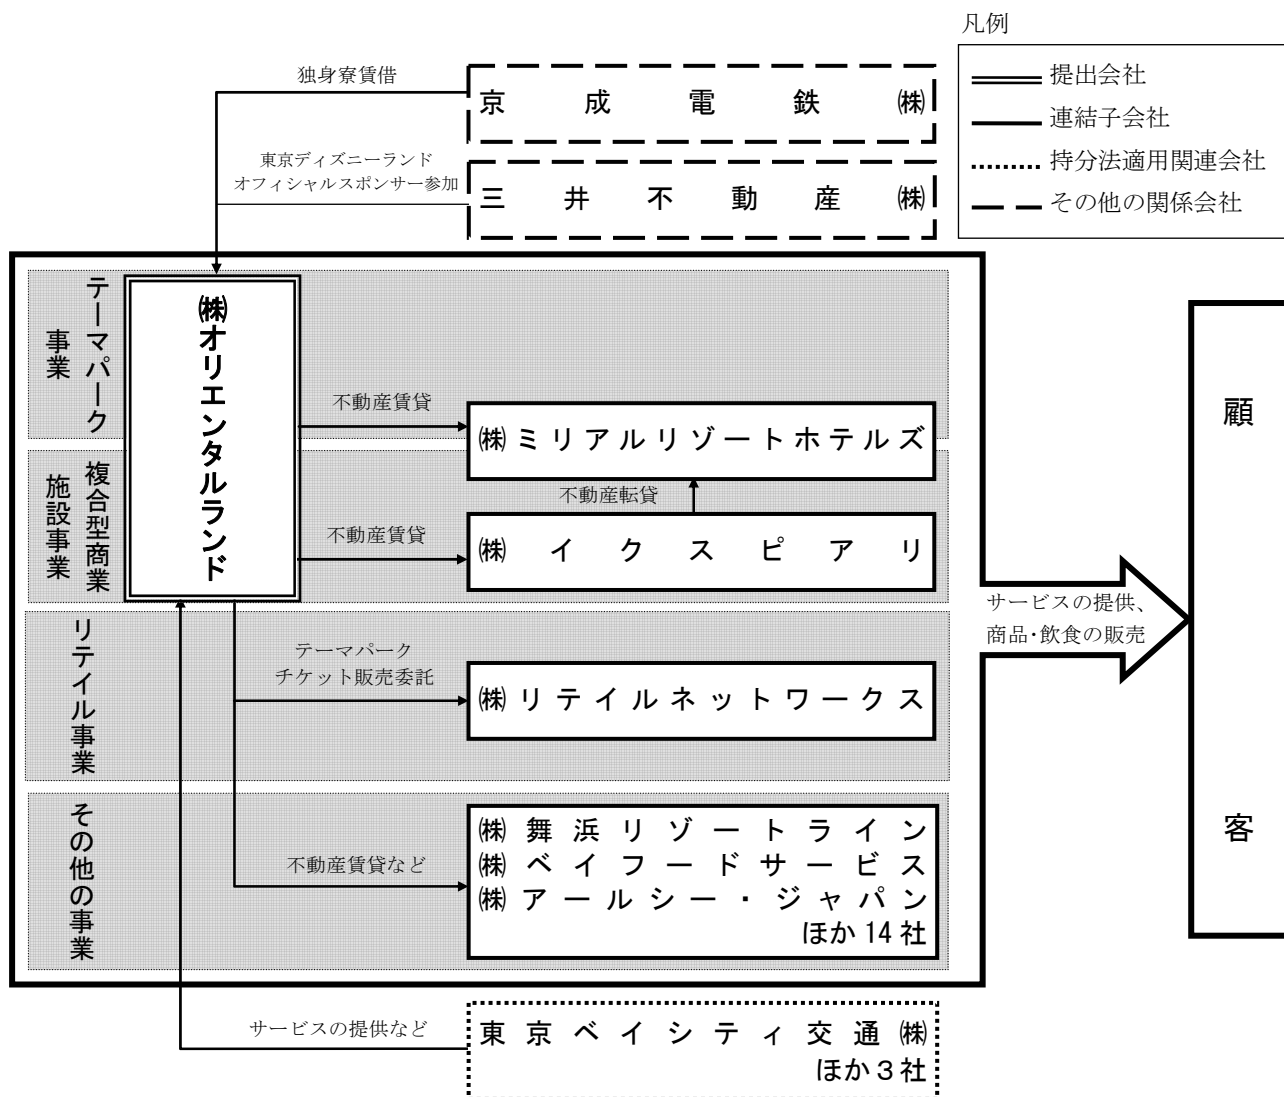 凡例
提出会社
連結子会社
持分法適用関連会社
その他の関係会社
独身寮賃借
京成電鉄㈱
東京ディズニーランド
オフィシャルスポンサー参加
三井不動産㈱
テーマパーク
事業
㈱オリエンタルランド
不動産賃貸
㈱ミリアルリゾートホテルズ
不動産転貸
複合型商業
施設事業
不動産賃貸
㈱イクスピアリ
サービスの提供、
商品・飲食の販売
顧客
リテイル事業
テーマパーク
チケット販売委託
㈱リテイルネットワークス
その他の事業
不動産賃貸など
㈱舞浜リゾートライン
㈱ベイフードサービス
㈱アールシー・ジャパン
ほか 14 社
サービスの提供など
東京ベイシティ交通㈱
ほか３社